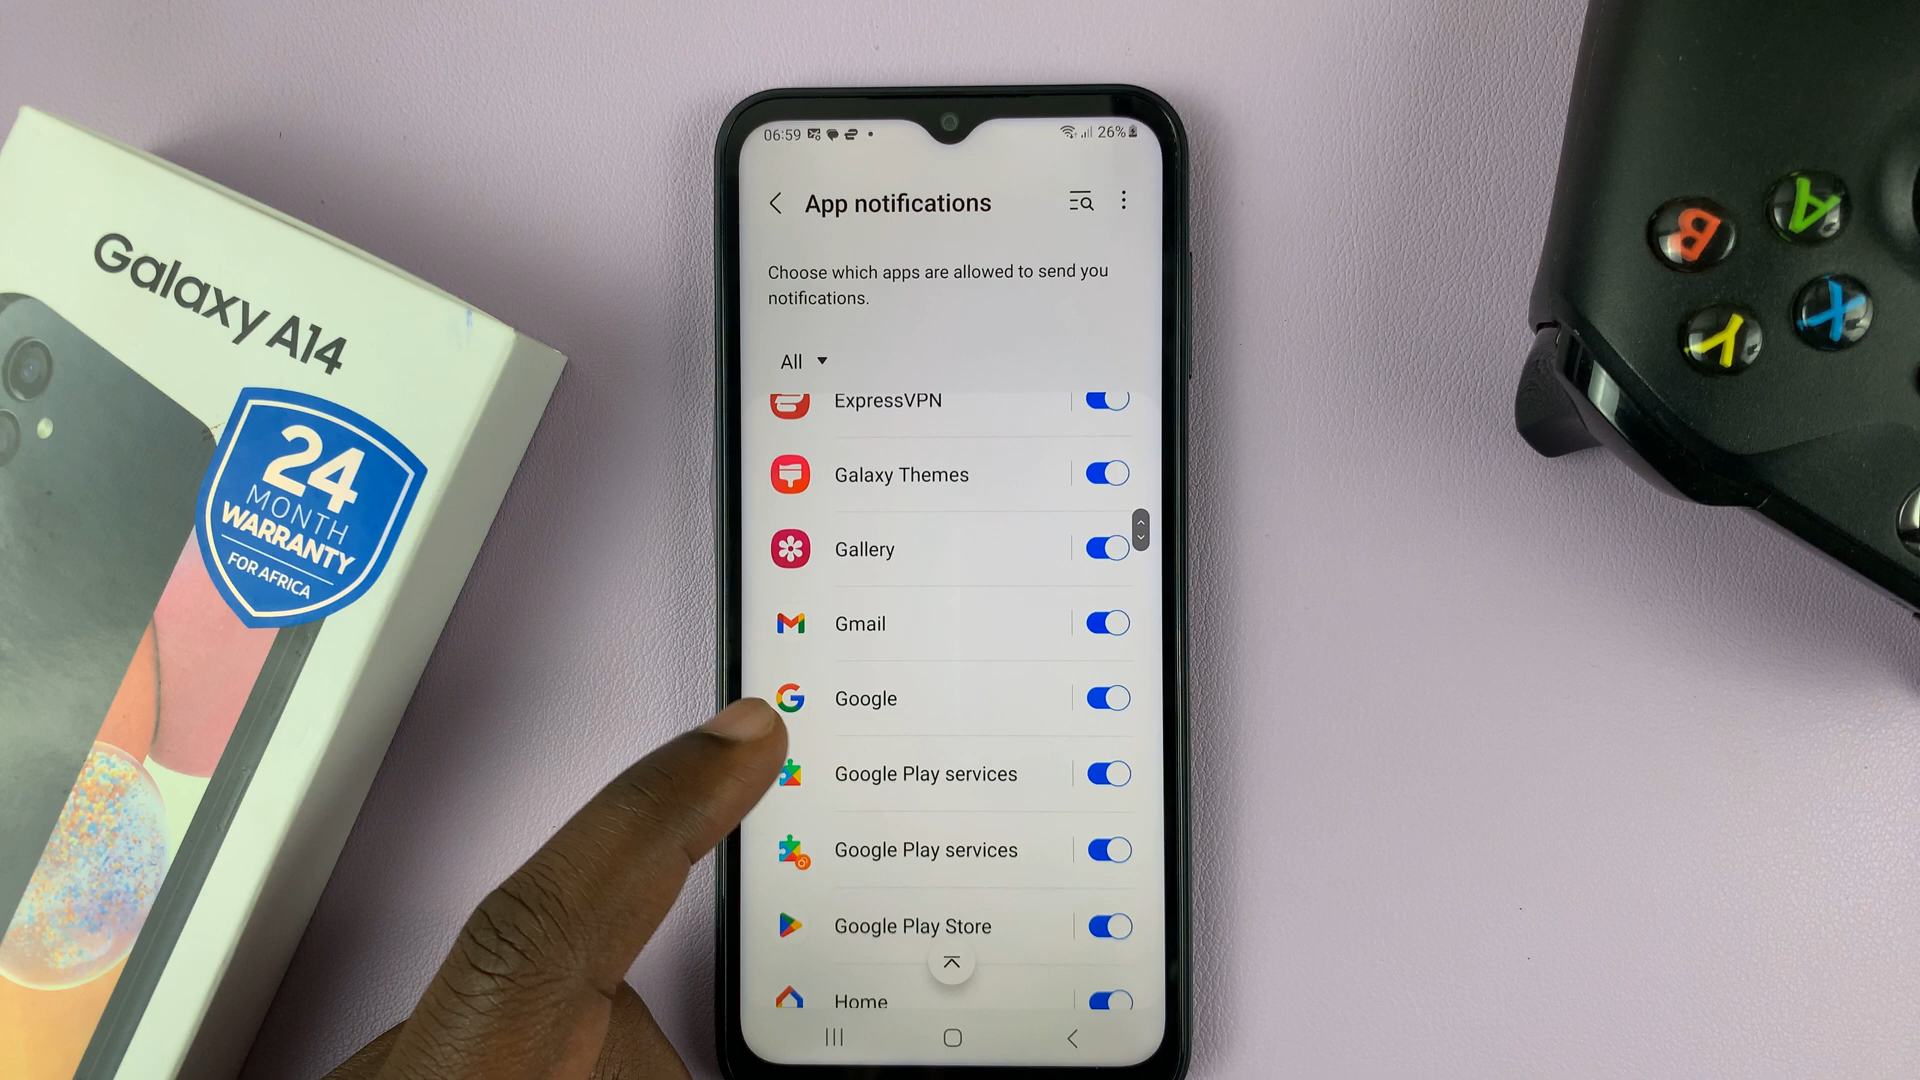 Galaxy A14
24
MONTH
WARRANTY
FOR AFRICA
06:59
26%
App notifications
Choose which apps are allowed to send you
notifications.
All
ExpressVPN
Galaxy Themes
Gallery
Gmail
Google
Google Play services
Google Play services
Google Play Store
Home
B
A
Y
X